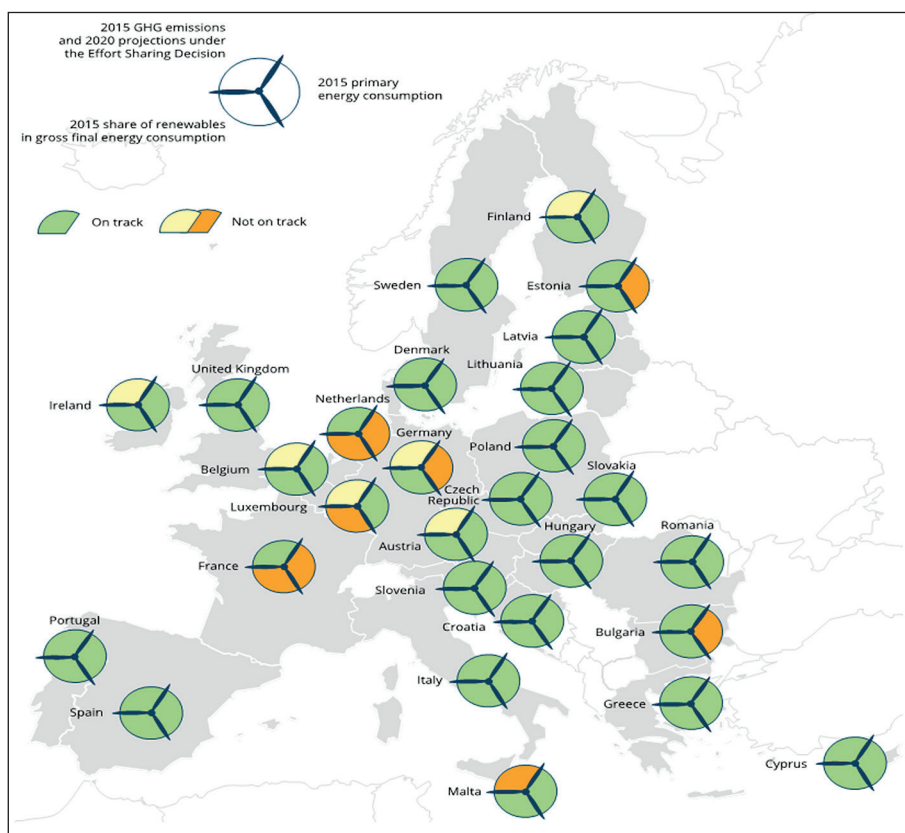 2015 GHG emissions
and 2020 projections under
the Effort Sharing Decision
2015 primary
energy consumption
2015 share of renewables
in gross final energy consumption
On track
Not on track
Finland
Sweden
Estonia
Latvia
Denmark
Lithuania
United Kingdom
Ireland
Netherlands
Germany
Poland
Belgium
Slovakia
Czech
Republic
Luxembourg
Hungary
Romania
Austria
France
Slovenia
Portugal
Croatia
Bulgaria
Italy
Spain
Greece
Cyprus
Malta